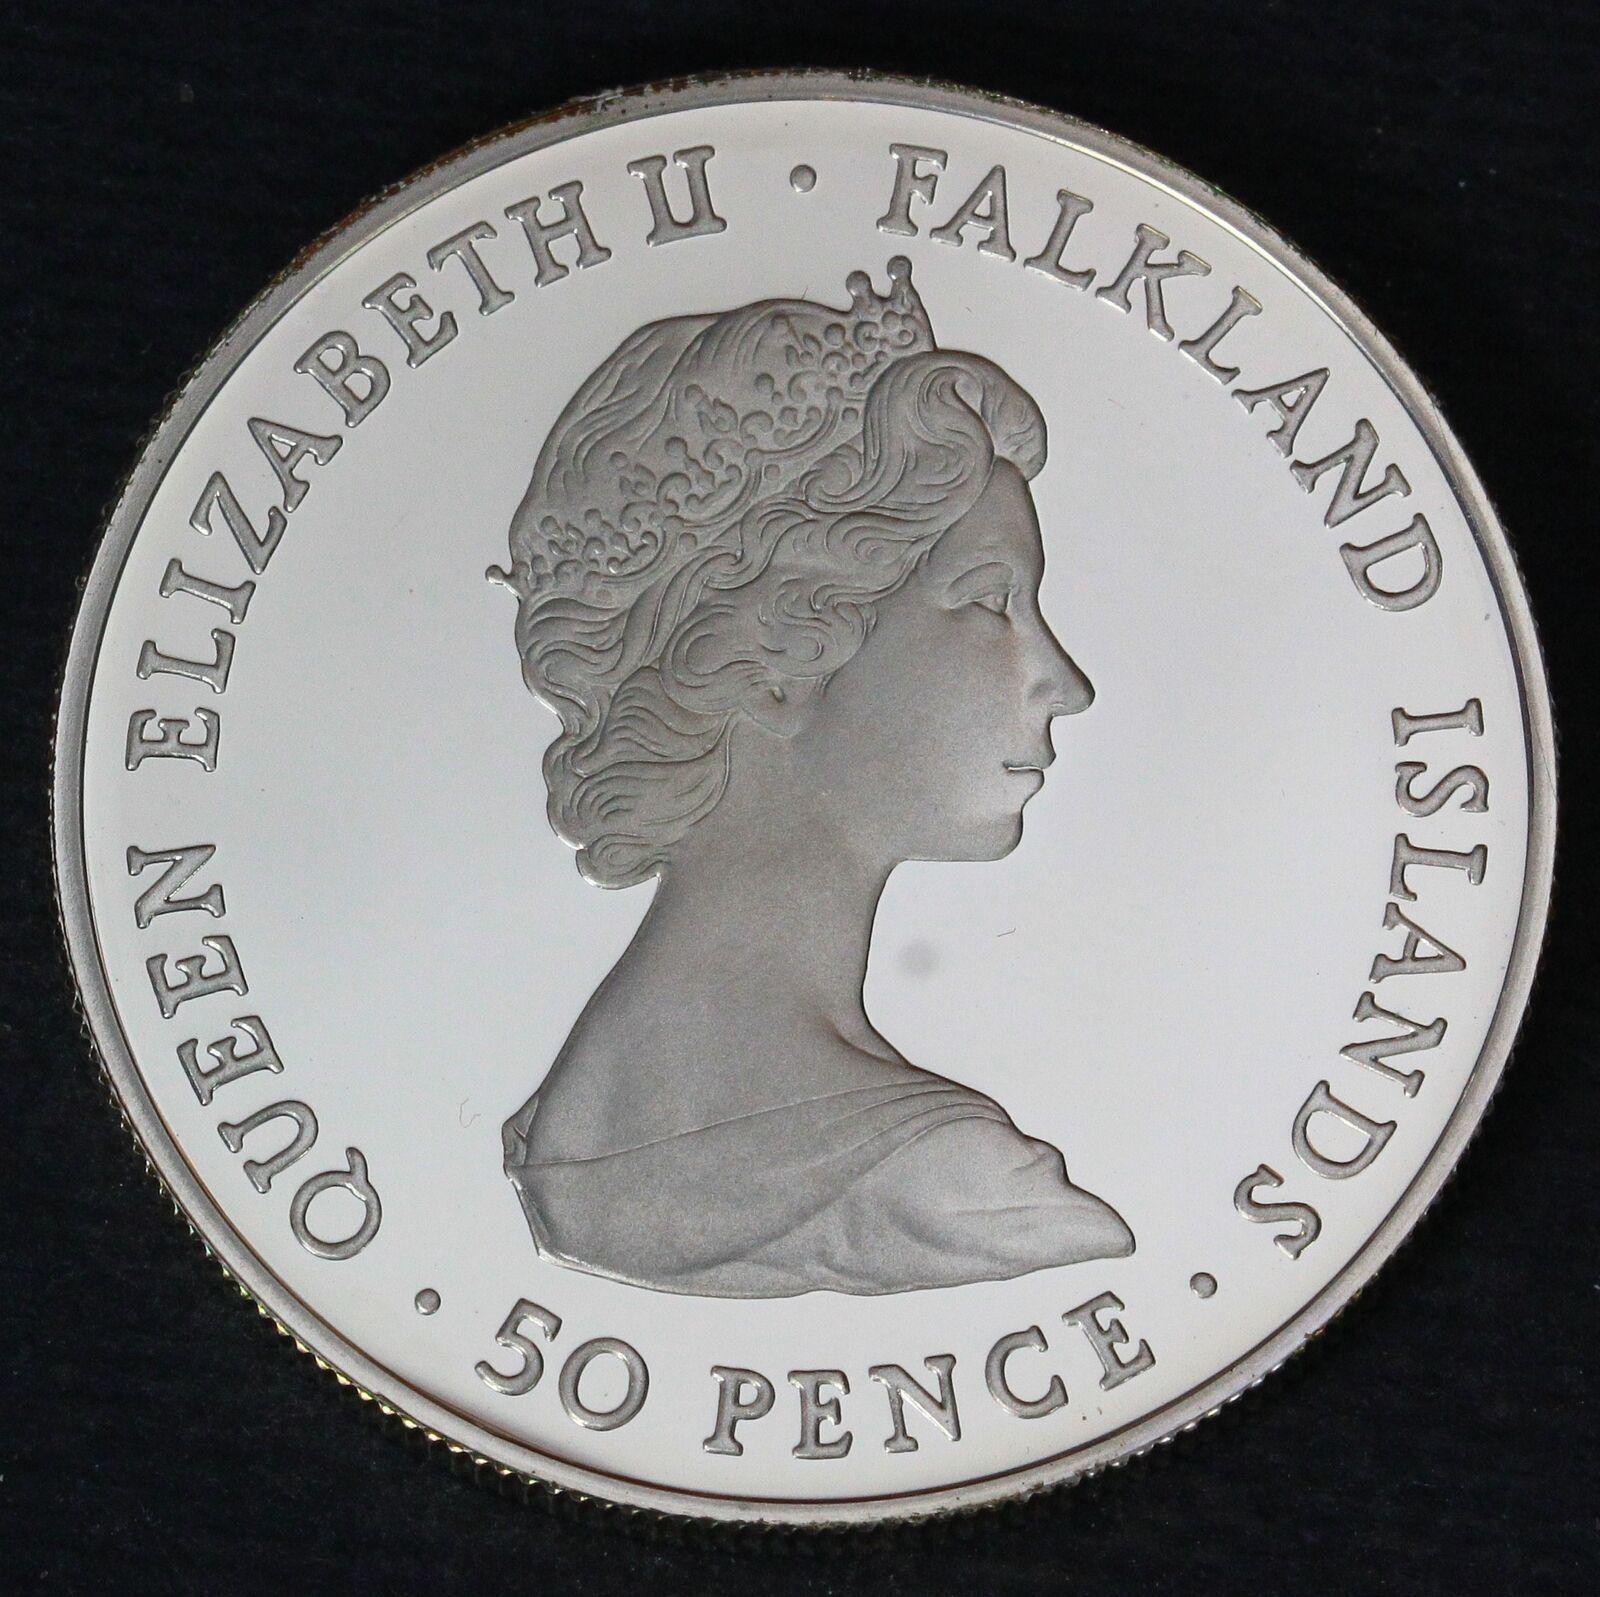 QUEEN ELIZABETH II · FALKLAND ISLANDS
· 50 PENCE ·